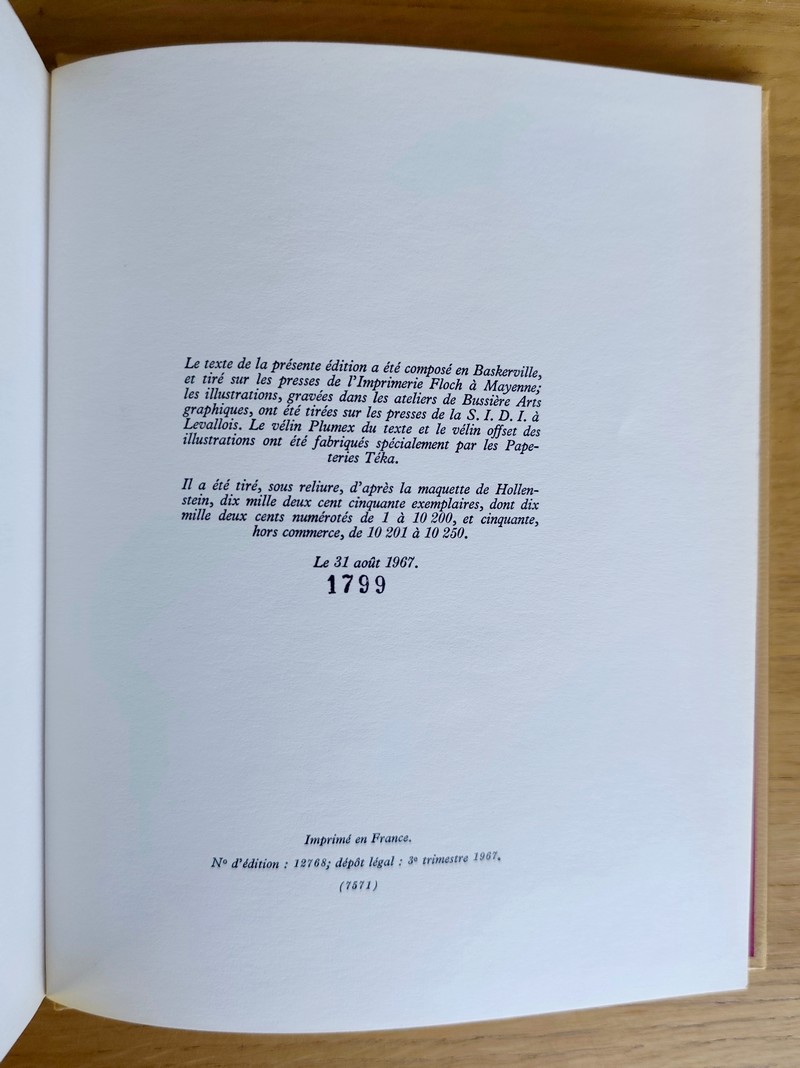 Le texte de la présente édition a été composé en Baskerville,
et tiré sur les presses de l'Imprimerie Floch à Mayenne;
les illustrations, gravées dans les ateliers de Bussière Arts
graphiques, ont été tirées sur les presses de la S. I. D. I. à
Levallois. Le vélin Plumex du texte et le vélin offset des
illustrations ont été fabriqués spécialement par les Pape-
teries Téka.
Il a été tiré, sous reliure, d'après la maquette de Hollen-
stein, dix mille deux cent cinquante exemplaires, dont dix
mille deux cents numérotés de 1 à 10 200, et cinquante,
hors commerce, de 10 201 à 10 250.
Le 31 août 1967.
1799
Imprimé en France.
Nº d'édition : 12768; dépôt légal : 3e trimestre 1967.
(7571)